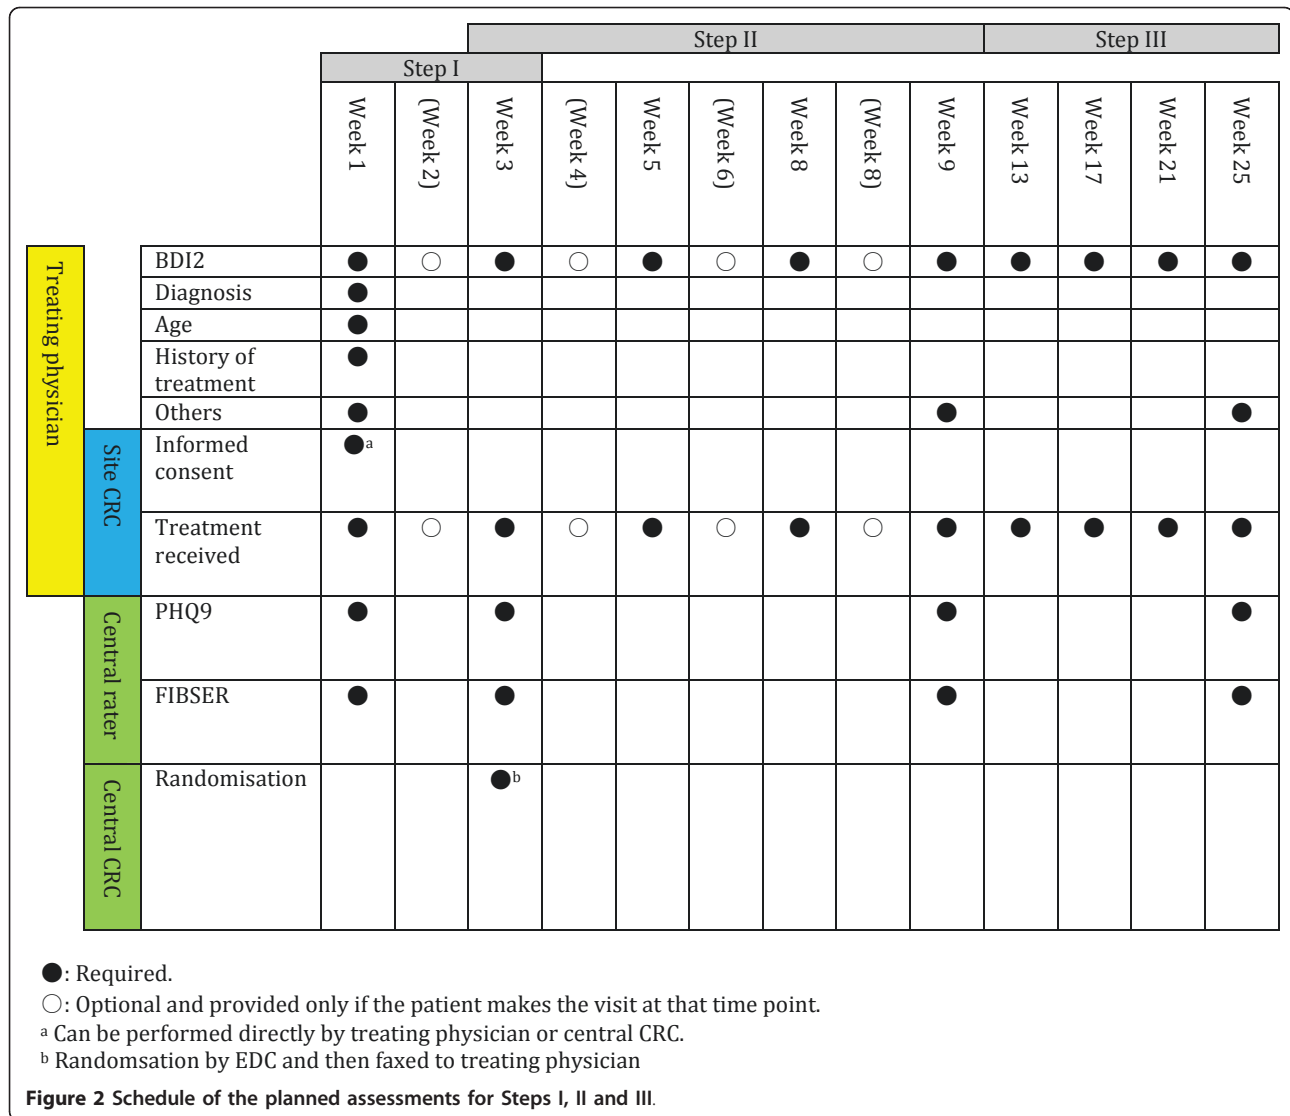 Step II Step III
Step I
Week 1 (Week 2) Week 3 (Week 4) Week 5 (Week 6) Week 8 (Week 8) Week 9 Week 13 Week 17 Week 21 Week 25
Treating physician
BDI2 ● ○ ● ○ ● ○ ● ○ ● ● ● ● ●
Diagnosis ●
Age ●
History of
treatment ●
Others ● ● ●
Site CRC
Informed
consent ●a
Treatment
received ● ○ ● ○ ● ○ ● ○ ● ● ● ● ●
Central rater
PHQ9 ● ● ● ●
FIBSER ● ● ● ●
Central CRC
Randomisation ●b
●: Required.
○: Optional and provided only if the patient makes the visit at that time point.
a Can be performed directly by treating physician or central CRC.
b Randomsation by EDC and then faxed to treating physician
Figure 2 Schedule of the planned assessments for Steps I, II and III.